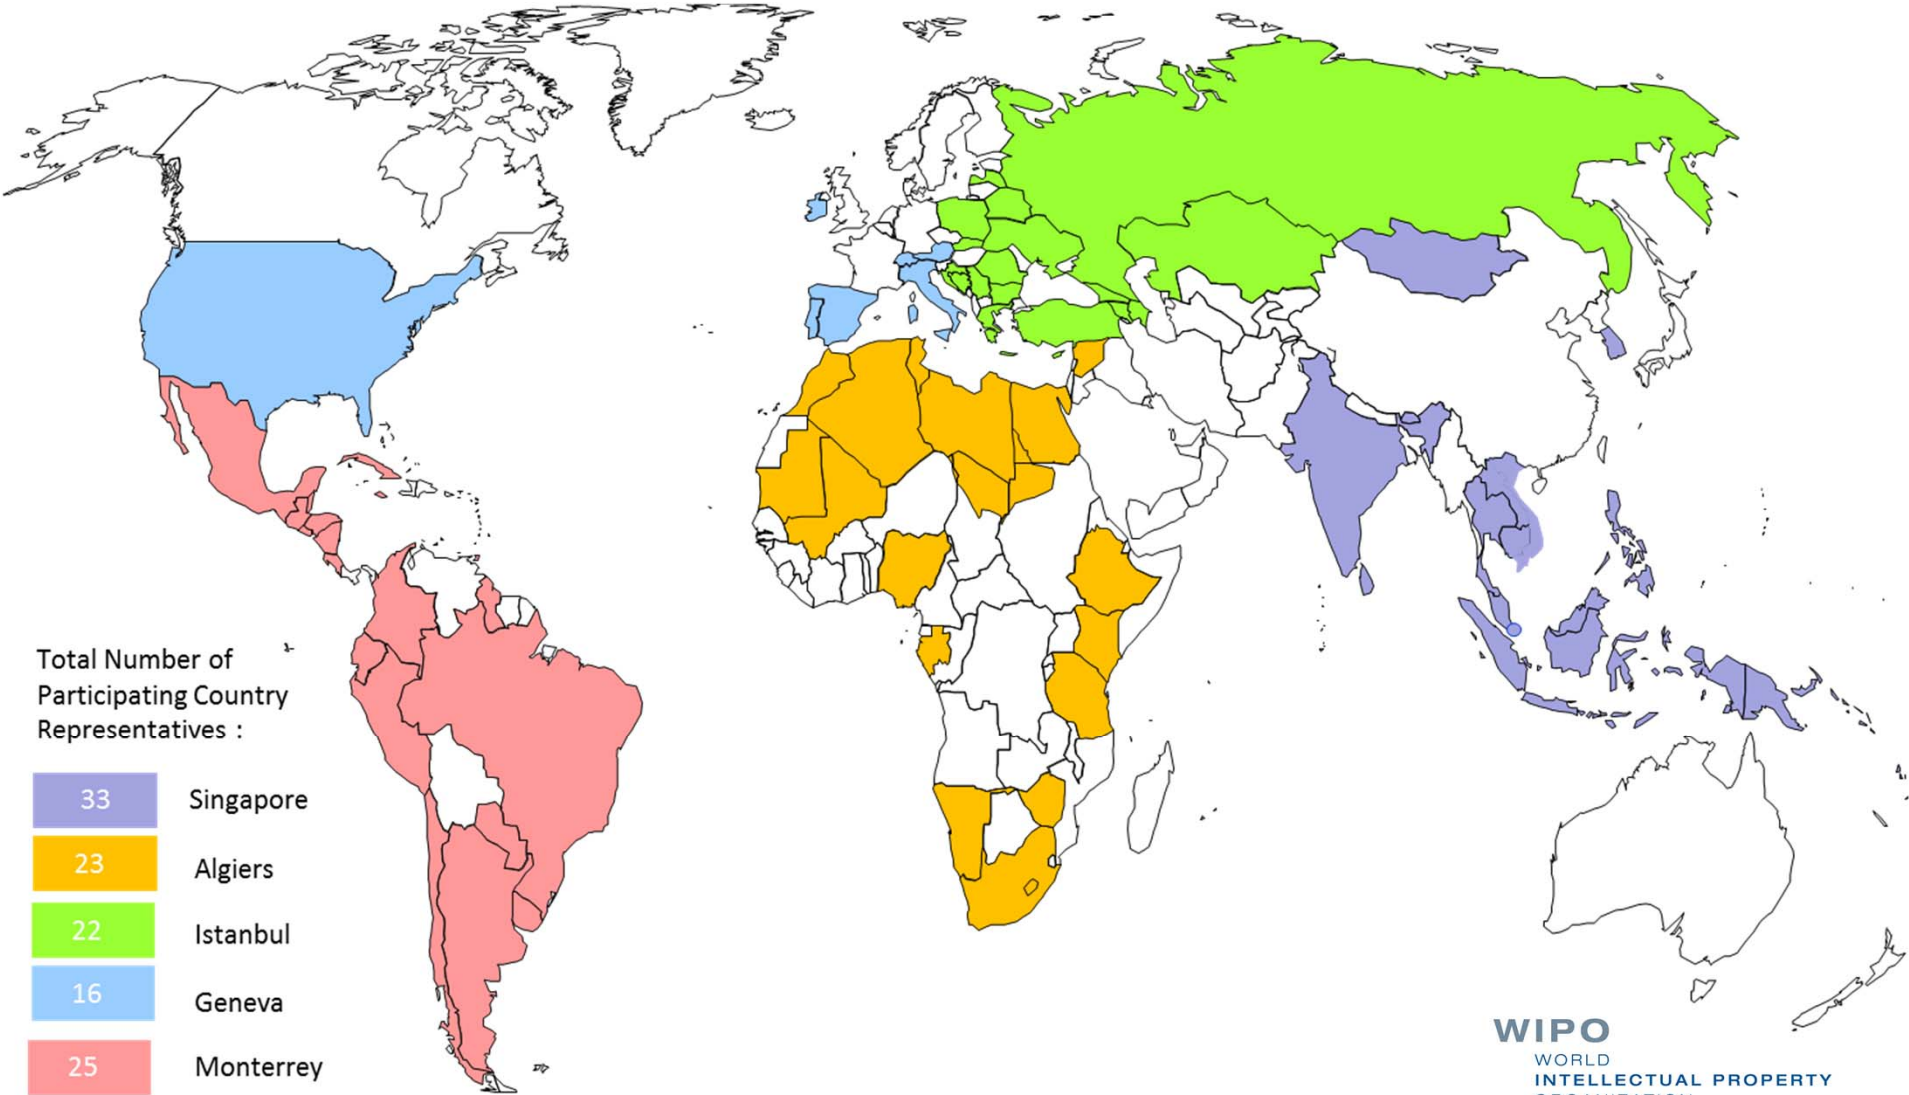 Total Number of
Participating Country
Representatives :
33 Singapore
23 Algiers
22 Istanbul
16 Geneva
25 Monterrey
WIPO
WORLD
INTELLECTUAL PROPERTY